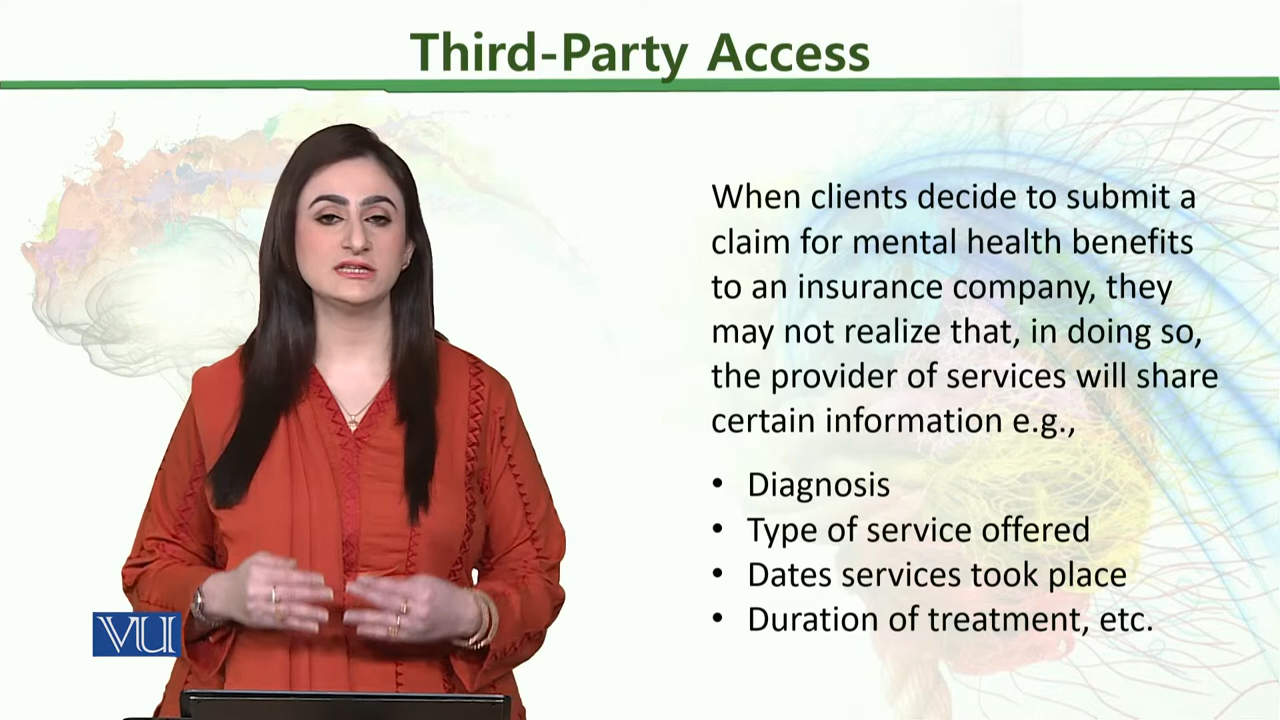 Third-Party Access
When clients decide to submit a
claim for mental health benefits
to an insurance company, they
may not realize that, in doing so,
the provider of services will share
certain information e.g.,
• Diagnosis
• Type of service offered
• Dates services took place
• Duration of treatment, etc.
VU